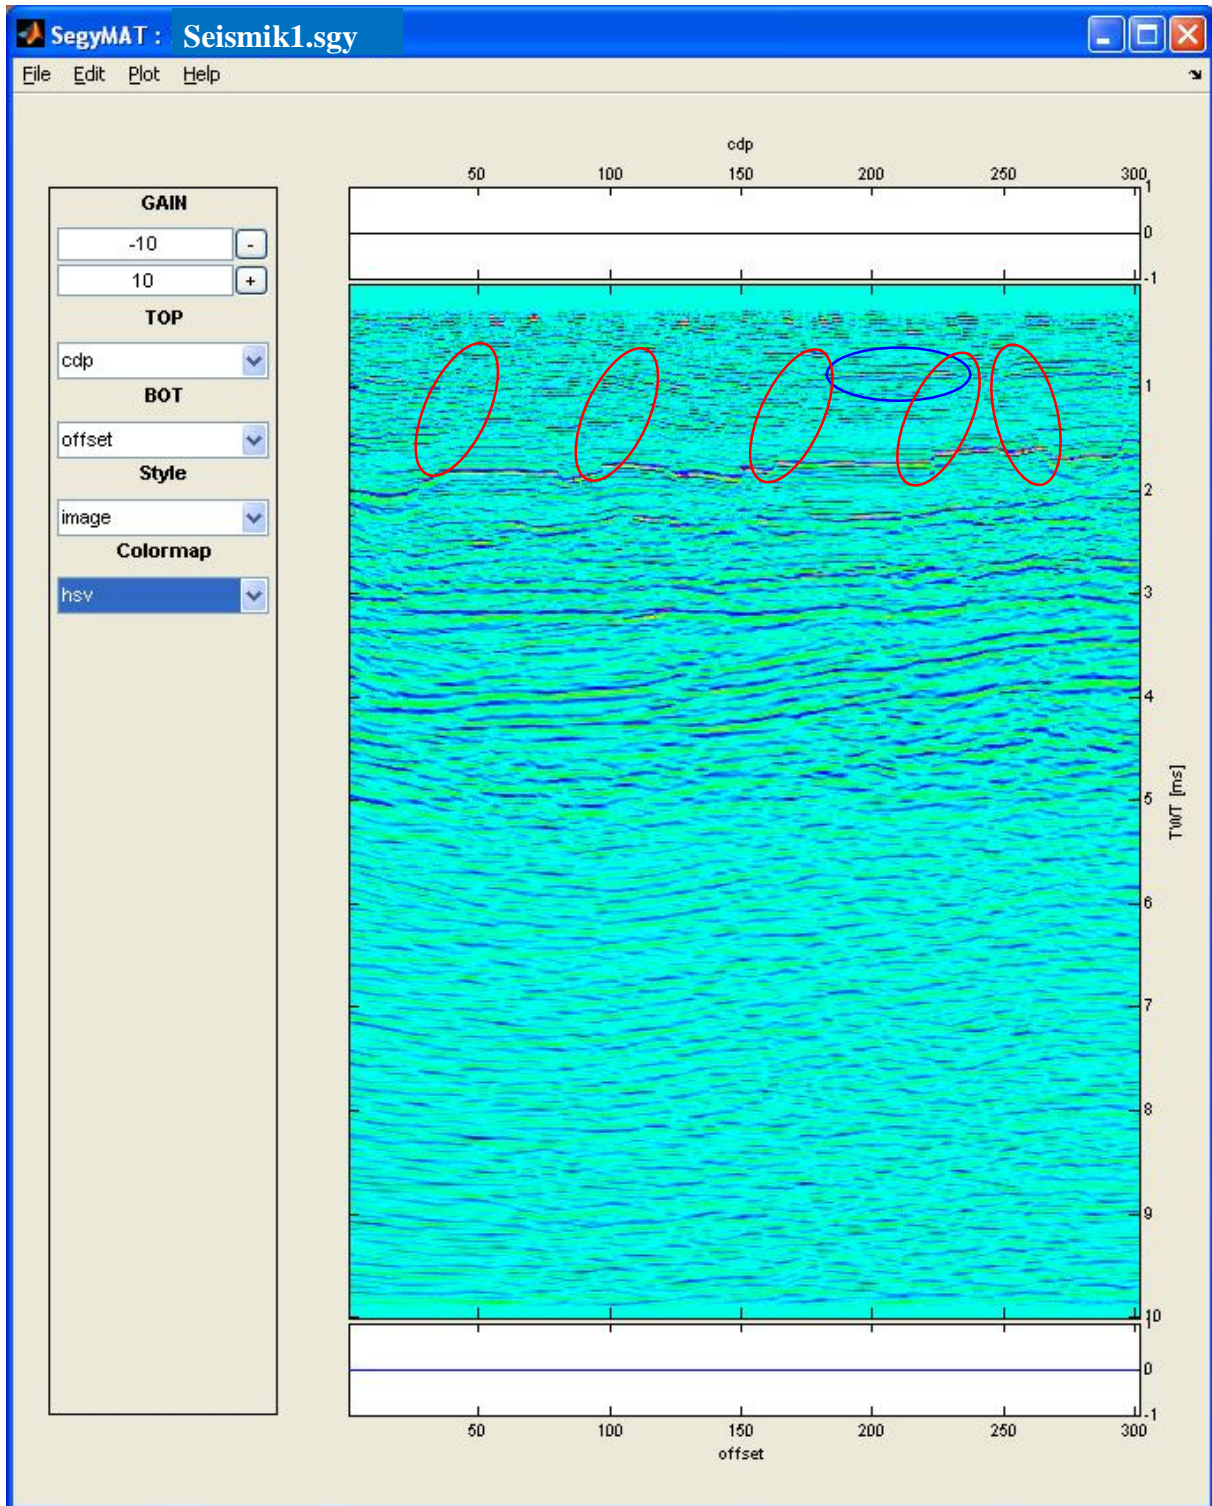 SegyMAT : Seismik1.sgy
File Edit Plot Help
cdp
50 100 150 200 250 300
1
0
-1
GAIN
-10 -
10 +
TOP
cdp
BOT
offset
Style
image
Colormap
hsv
1
2
3
4
5
6
7
8
9
10
TWT [ms]
1
0
-1
50 100 150 200 250 300
offset